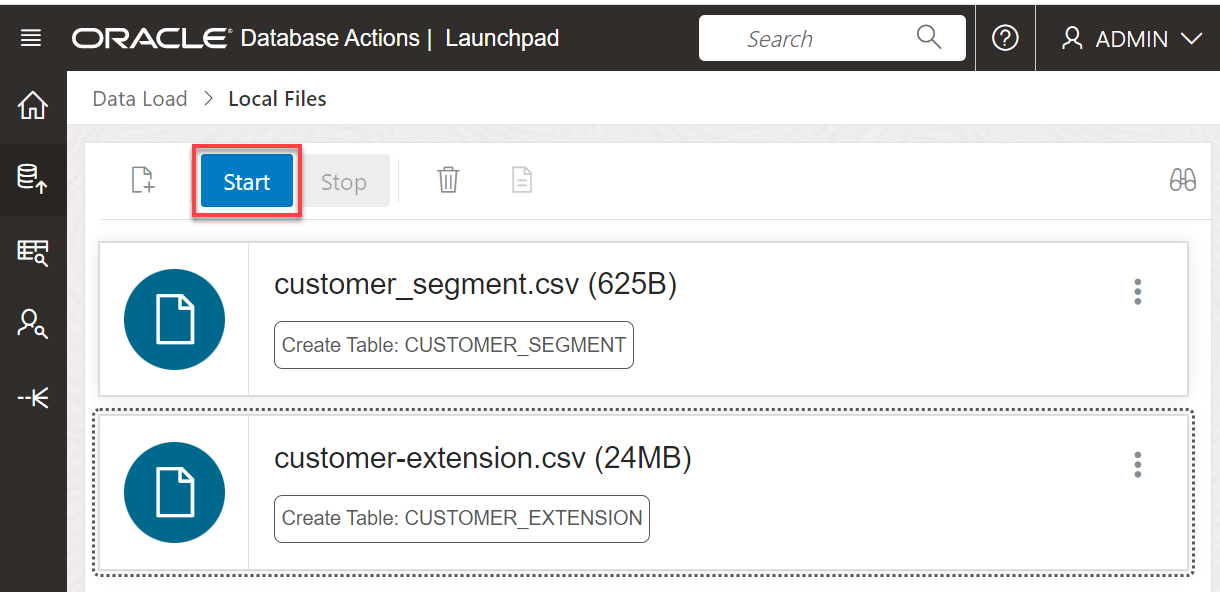 ORACLE® Database Actions | Launchpad Search ? ADMIN
Data Load > Local Files
Start Stop
customer_segment.csv (625B)
Create Table: CUSTOMER_SEGMENT
customer-extension.csv (24MB)
Create Table: CUSTOMER_EXTENSION